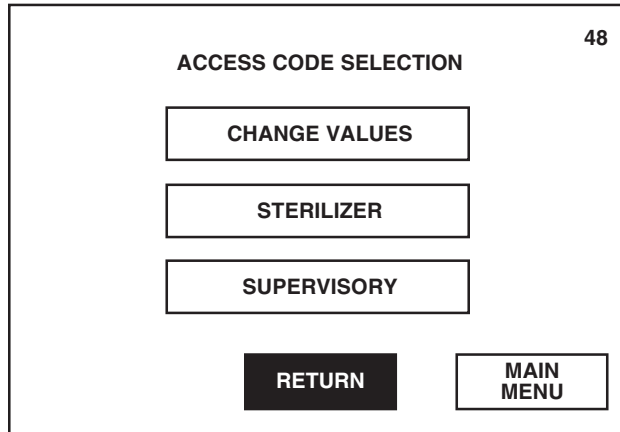 48
ACCESS CODE SELECTION
CHANGE VALUES
STERILIZER
SUPERVISORY
RETURN
MAIN
MENU